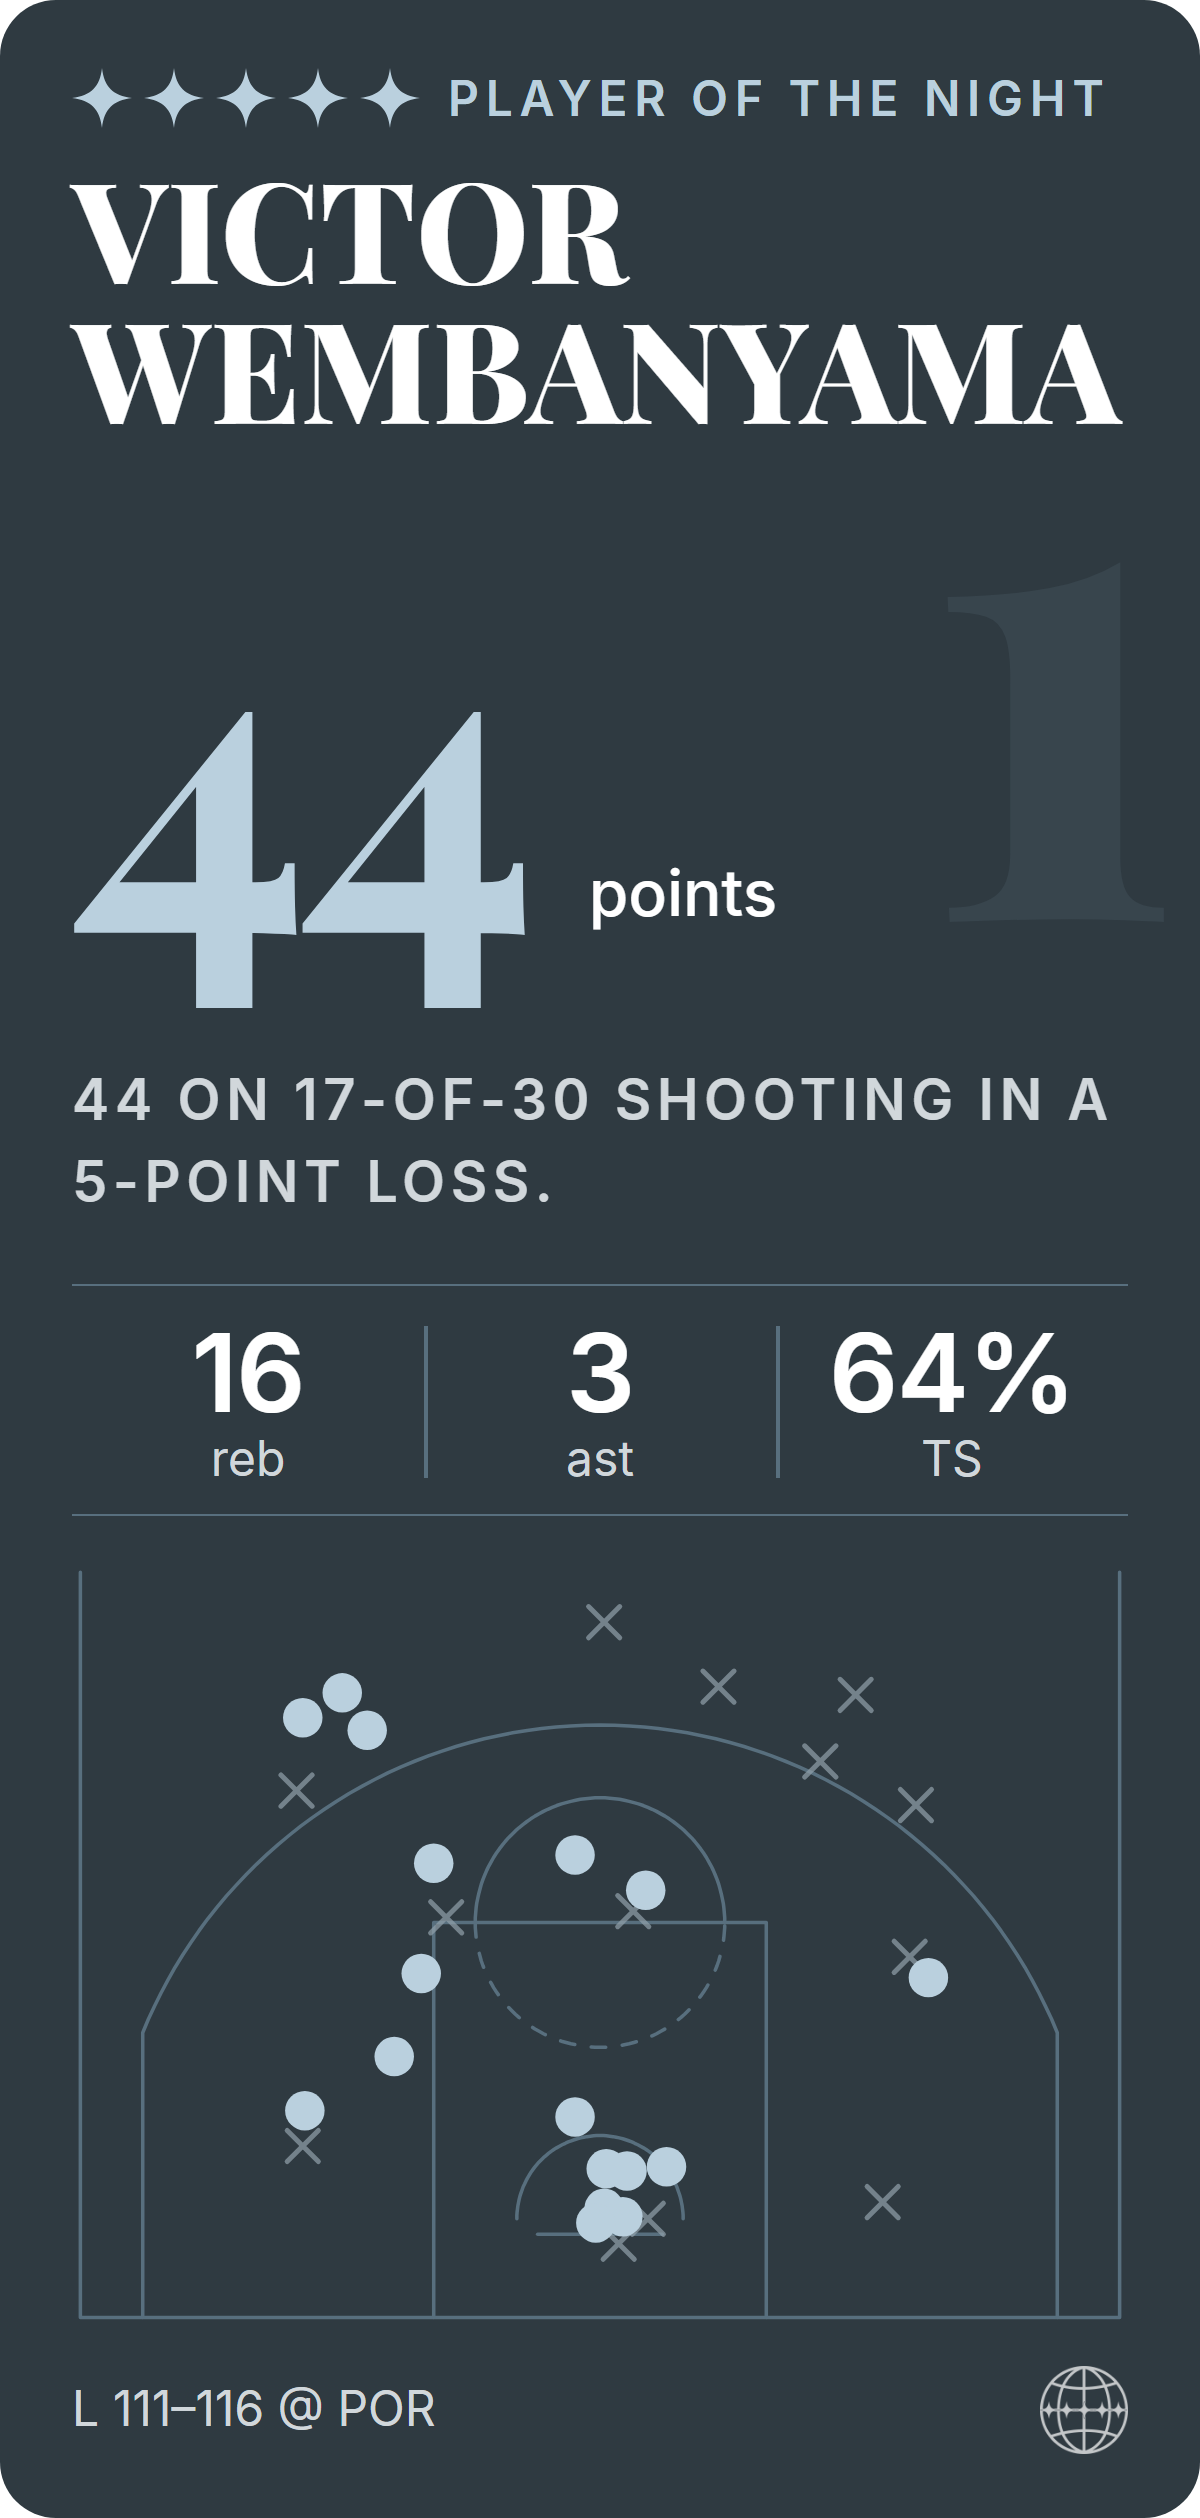 PLAYER OF THE NIGHT
VICTOR
WEMBANYAMA
1
44 points
44 ON 17-OF-30 SHOOTING IN A
5-POINT LOSS.
16 3 64%
reb ast TS
L 111–116 @ POR